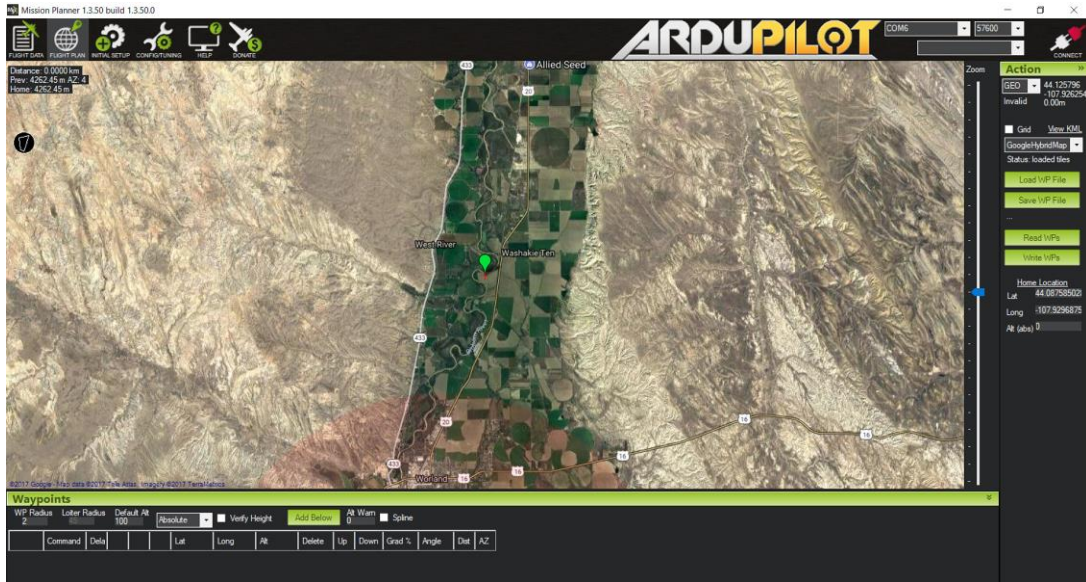 Mission Planner 1.3.50 build 1.3.50.0
FLIGHT DATA FLIGHT PLAN INITIAL SETUP CONFIG/TUNING HELP DONATE
ARDUPILOT
COM6 57600
CONNECT
Distance: 0.0000 km
Prev: 4262.45 m AZ: 4
Home: 4262.45 m
433
Allied Seed
20
West River
Washakie Ten
433
20
16
16
16
433
16
Worland
16
©2017 Google - Map data ©2017 Tele Atlas, Imagery ©2017 TerraMetrics
Zoom
Action
GEO 44.125796
-107.926254
Invalid 0.00m
Grid View KML
GoogleHybridMap
Status: loaded tiles
Load WP File
Save WP File
...
Read WPs
Write WPs
Home Location
Lat 44.08758502
Long -107.9296875
Alt (abs) 0
Waypoints
WP Radius Loiter Radius Default Alt Alt Warn
2 45 100 Absolute Verify Height Add Below 0 Spline
Command Dela Lat Long Alt Delete Up Down Grad % Angle Dist AZ